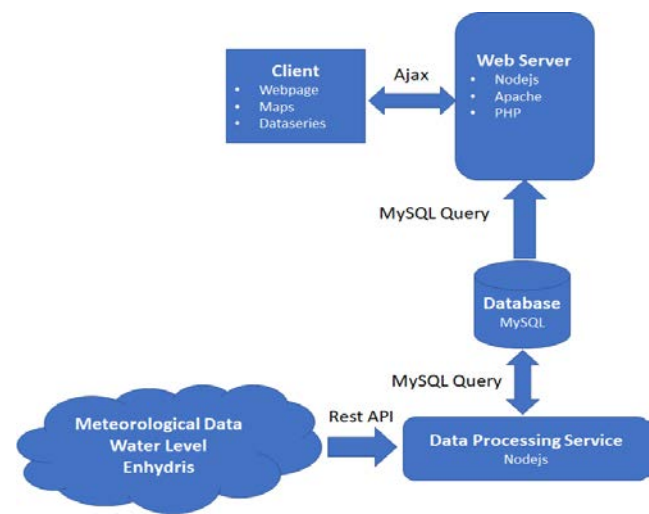 Client
• Webpage
• Maps
• Dataseries
Ajax
Web Server
• Nodejs
• Apache
• PHP
MySQL Query
Database
MySQL
MySQL Query
Meteorological Data
Water Level
Enhydris
Rest API
Data Processing Service
Nodejs